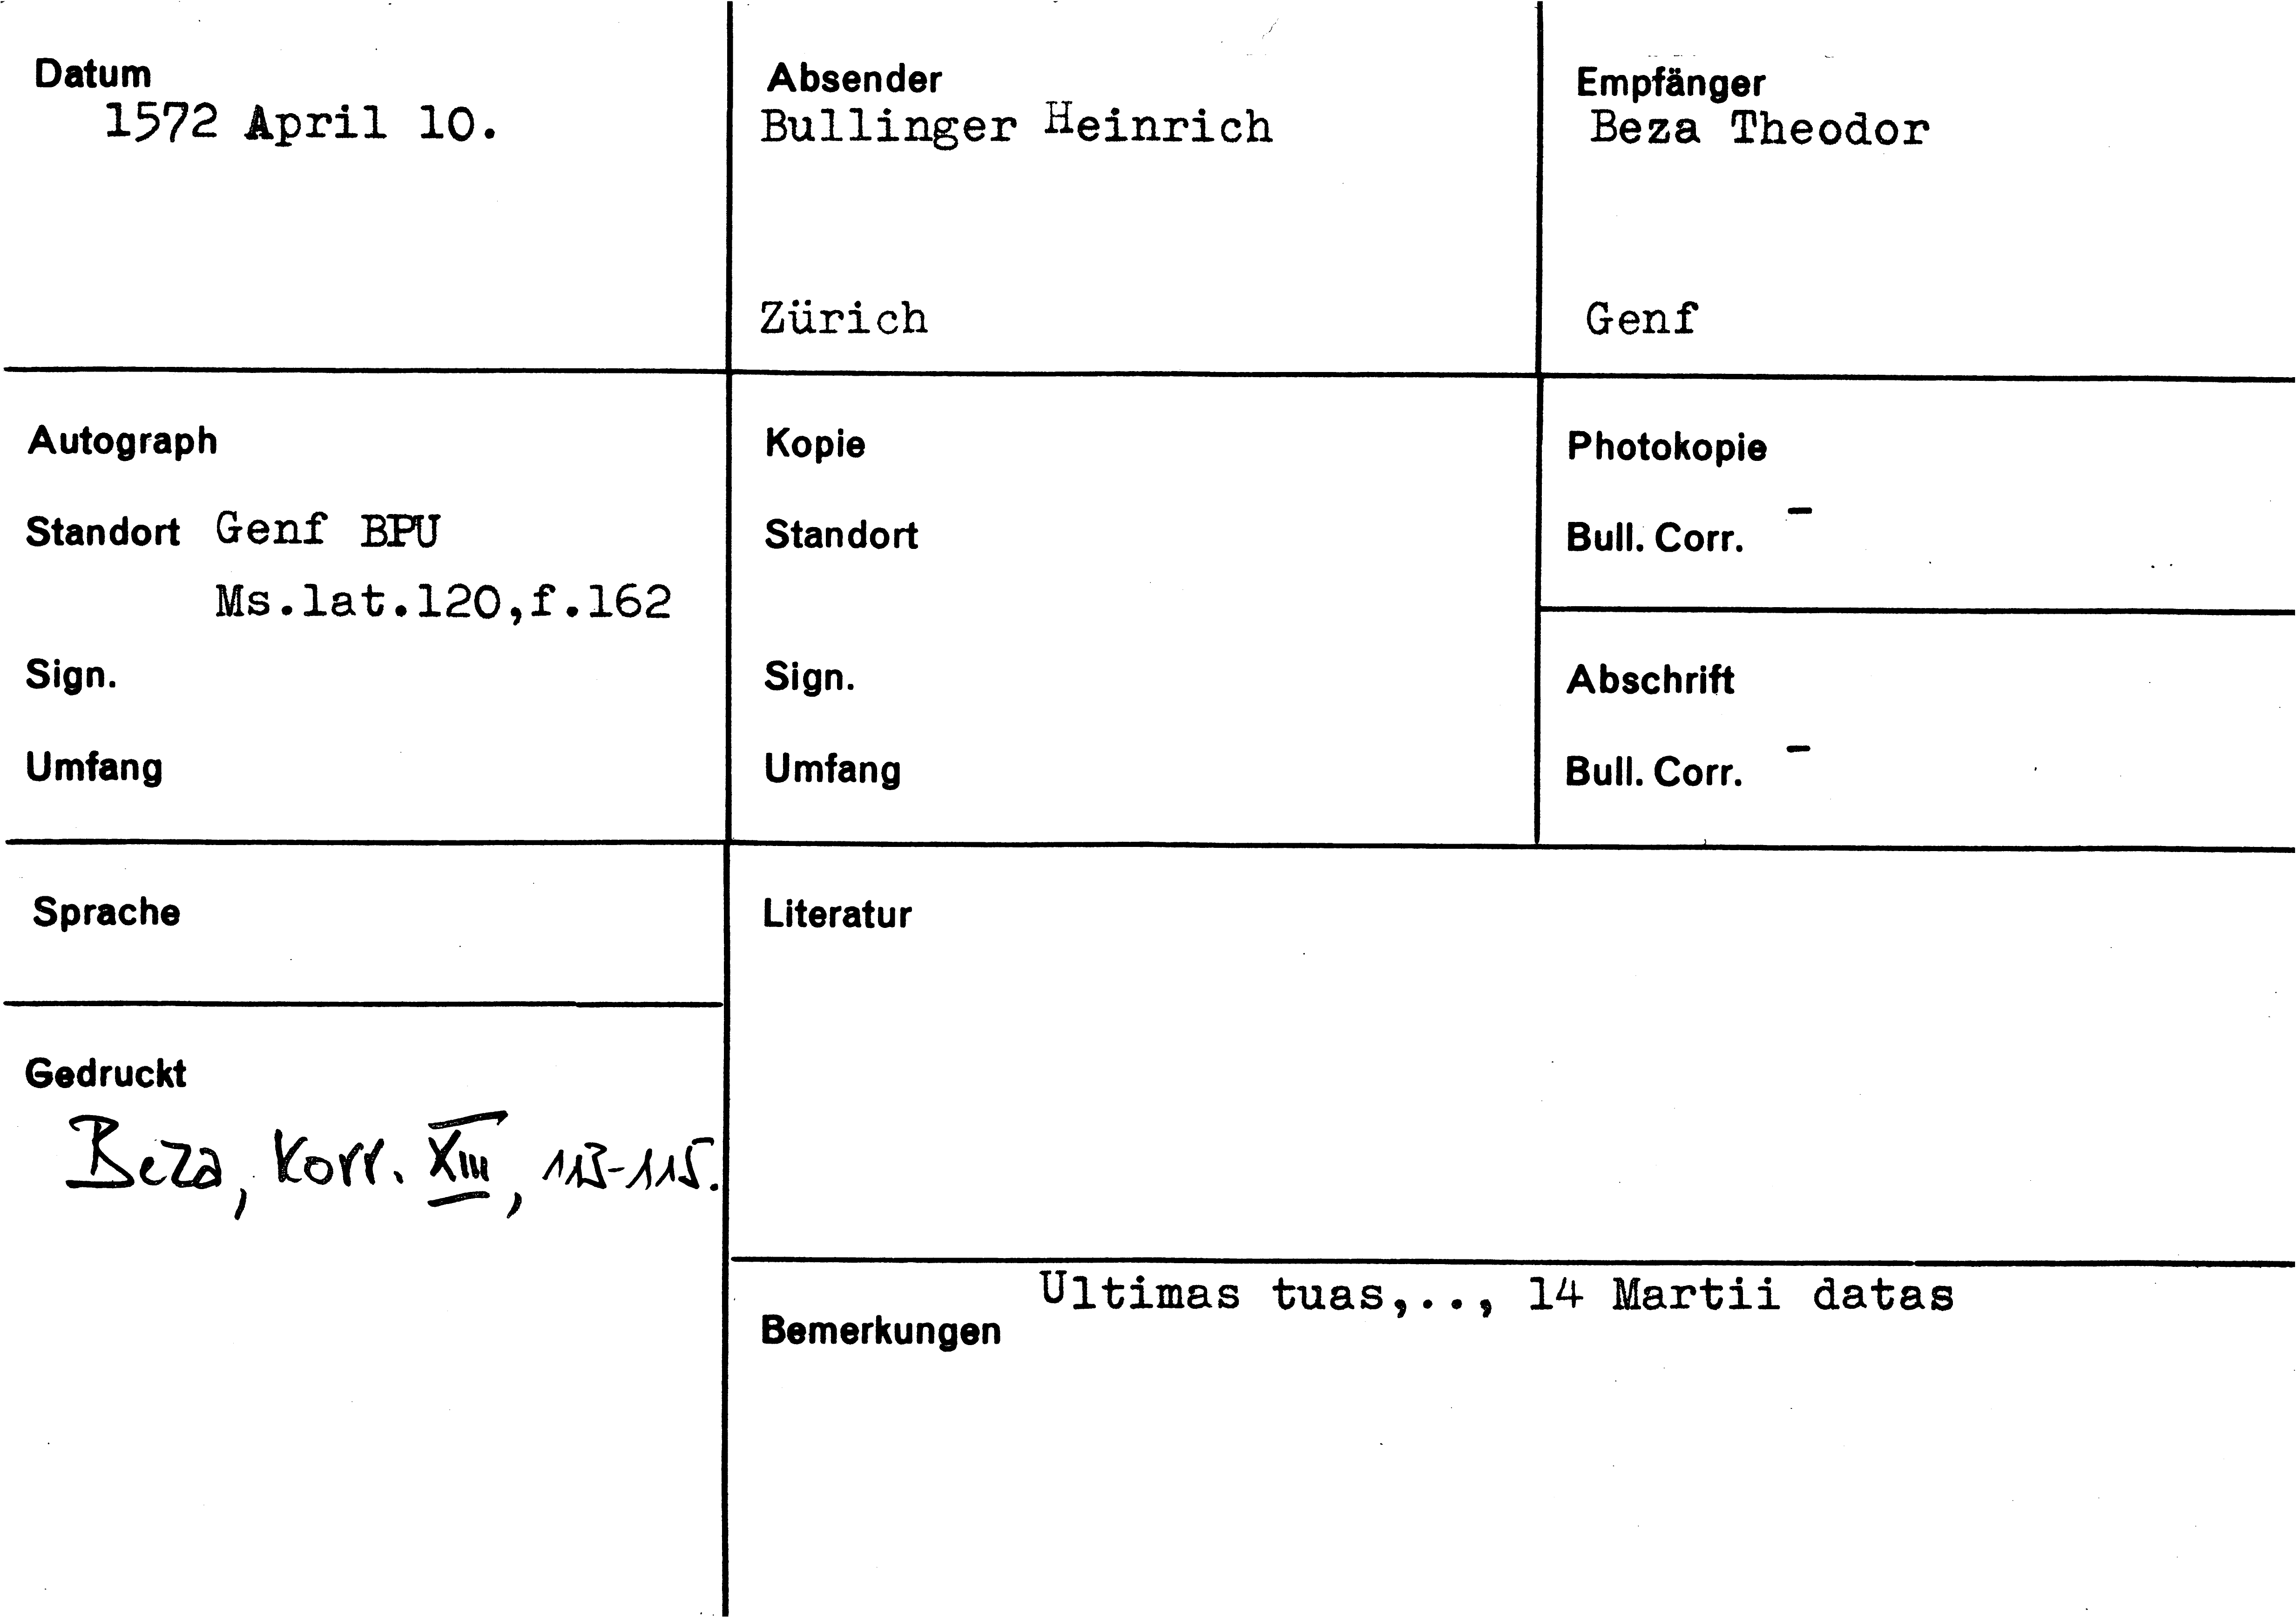 Datum
1572 April 10.
Absender
Bullinger Heinrich
Zürich
Empfänger
Beza Theodor
Genf
Autograph
Standort Genf BPU
Ms.lat.120,f.162
Sign.
Umfang
Kopie
Standort
Sign.
Umfang
Photokopie
Bull. Corr. -
Abschrift
Bull. Corr. -
Sprache
Gedruckt
Beza, Korr. XIII, 113-115.
Literatur
Ultimas tuas,.., 14 Martii datas
Bemerkungen